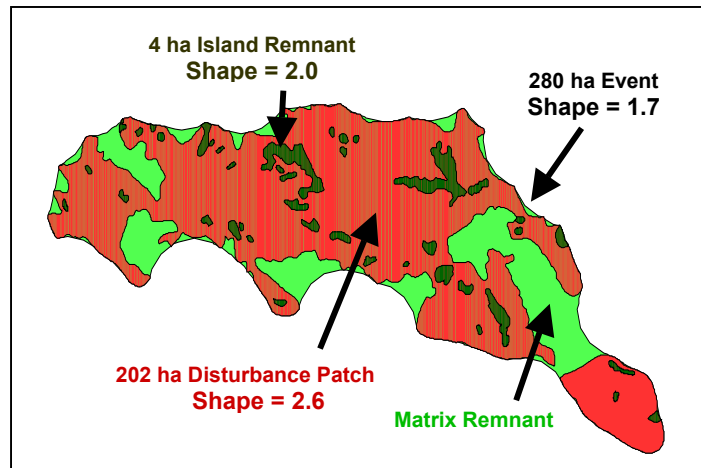 4 ha Island Remnant
Shape = 2.0
280 ha Event
Shape = 1.7
202 ha Disturbance Patch
Shape = 2.6
Matrix Remnant